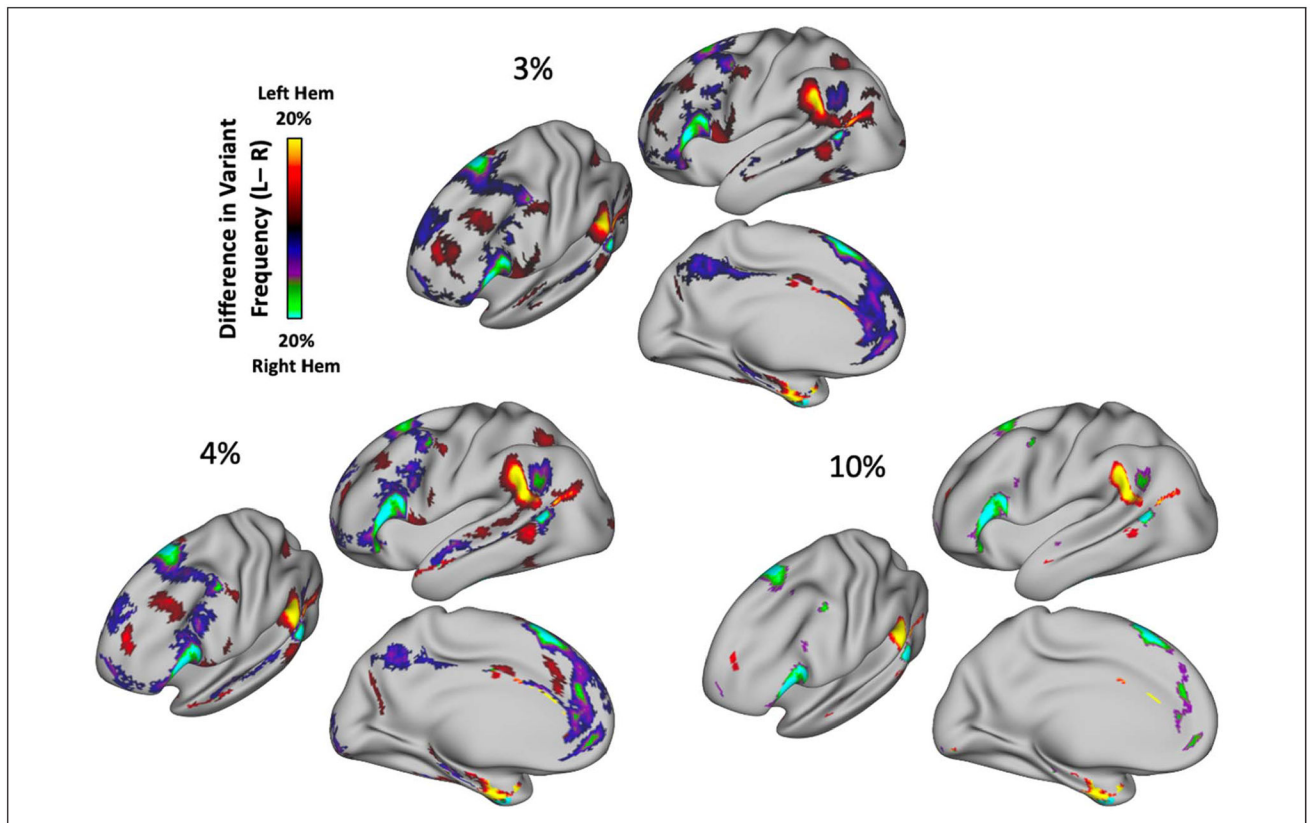 3%
Left Hem
20%
Difference in Variant
Frequency (L– R)
20%
Right Hem
4%
10%